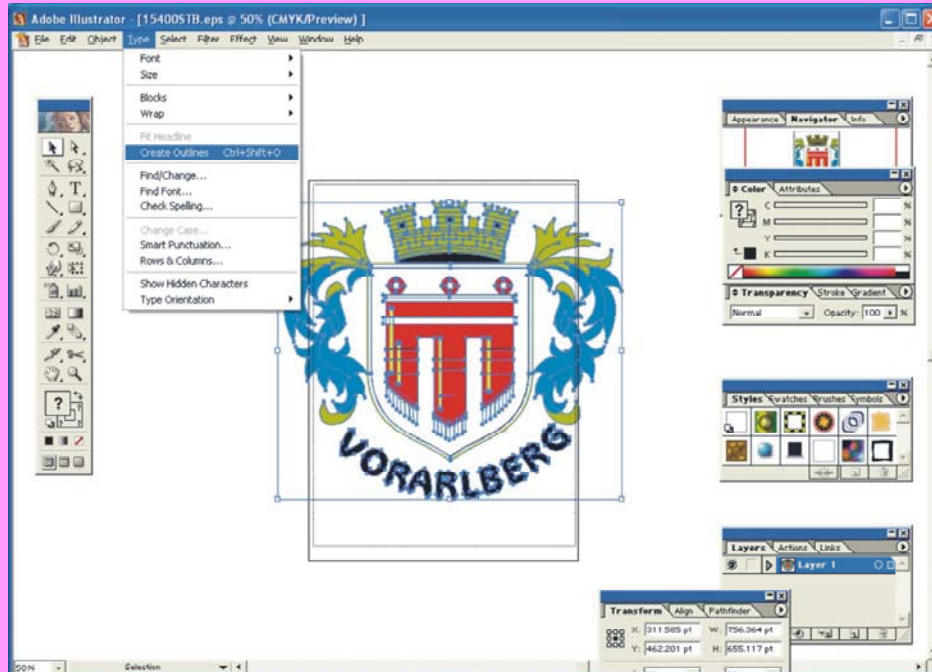 Adobe Illustrator - [15400STB.eps @ 50% (CMYK/Preview) ]
File Edit Object Type Select Filter Effect View Window Help
Font
Size
Blocks
Wrap
Fit Headline
Create Outlines Ctrl+Shift+O
Find/Change...
Find Font...
Check Spelling...
Change Case...
Smart Punctuation...
Rows & Columns...
Show Hidden Characters
Type Orientation
Appearance Navigator Info
Color Attributes
C %
M %
Y %
K %
Transparency Stroke Gradient
Normal Opacity: 100 %
Styles Swatches Brushes Symbols
VORARLBERG
Layers Actions Links
Layer 1
Transform Align Pathfinder
X: 311.585 pt W: 756.364 pt
Y: 462.201 pt H: 655.117 pt
50% Selection